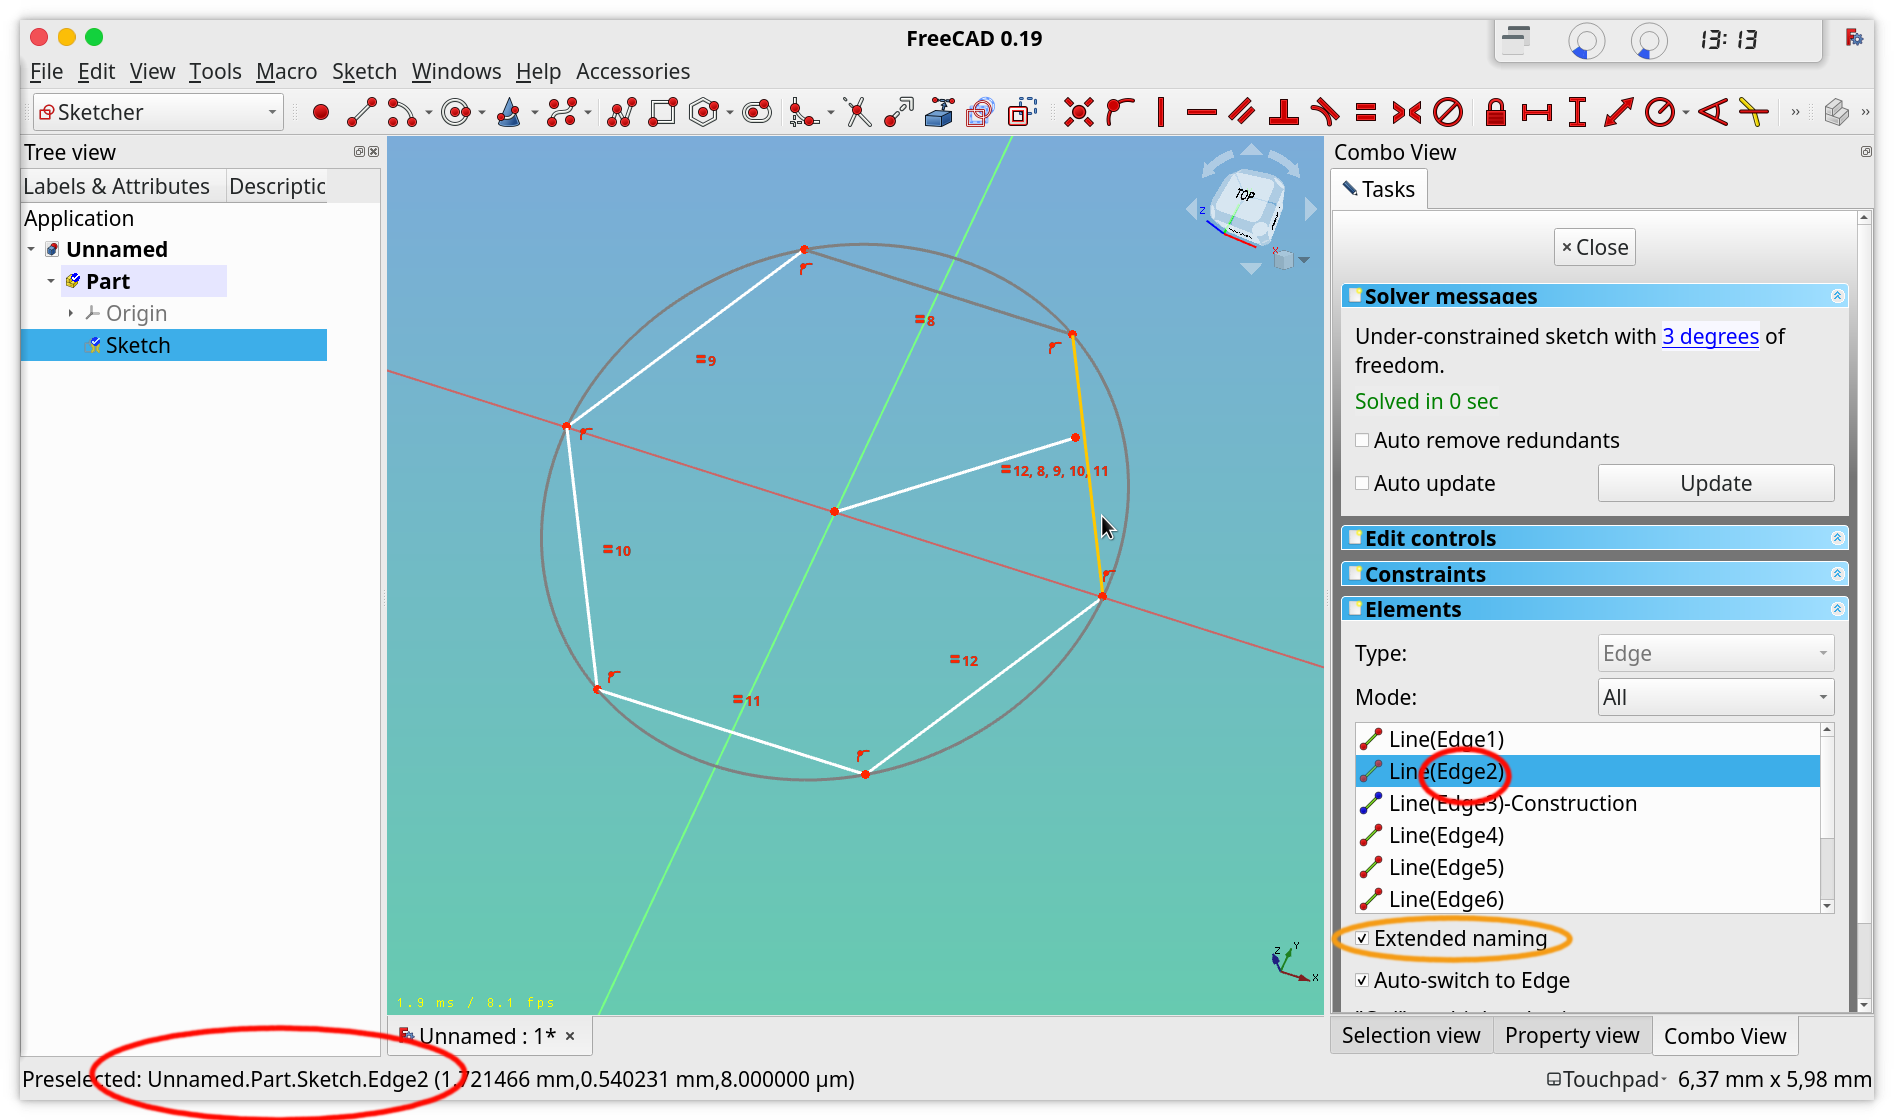 FreeCAD 0.19
13:13
File Edit View Tools Macro Sketch Windows Help Accessories
Sketcher
Tree view
Labels & Attributes Descriptic
Application
Unnamed
Part
Origin
Sketch
TOP
Z
X
=8
=9
=12, 8, 9, 10, 11
=10
=12
=11
Z Y
X
1.9 ms / 8.1 fps
Unnamed : 1*
Combo View
Tasks
Close
Solver messages
Under-constrained sketch with 3 degrees of
freedom.
Solved in 0 sec
Auto remove redundants
Auto update Update
Edit controls
Constraints
Elements
Type: Edge
Mode: All
Line(Edge1)
Line(Edge2)
Line(Edge3)-Construction
Line(Edge4)
Line(Edge5)
Line(Edge6)
Extended naming
Auto-switch to Edge
Selection view Property view Combo View
Preselected: Unnamed.Part.Sketch.Edge2 (1.721466 mm,0.540231 mm,8.000000 µm)
Touchpad 6,37 mm x 5,98 mm